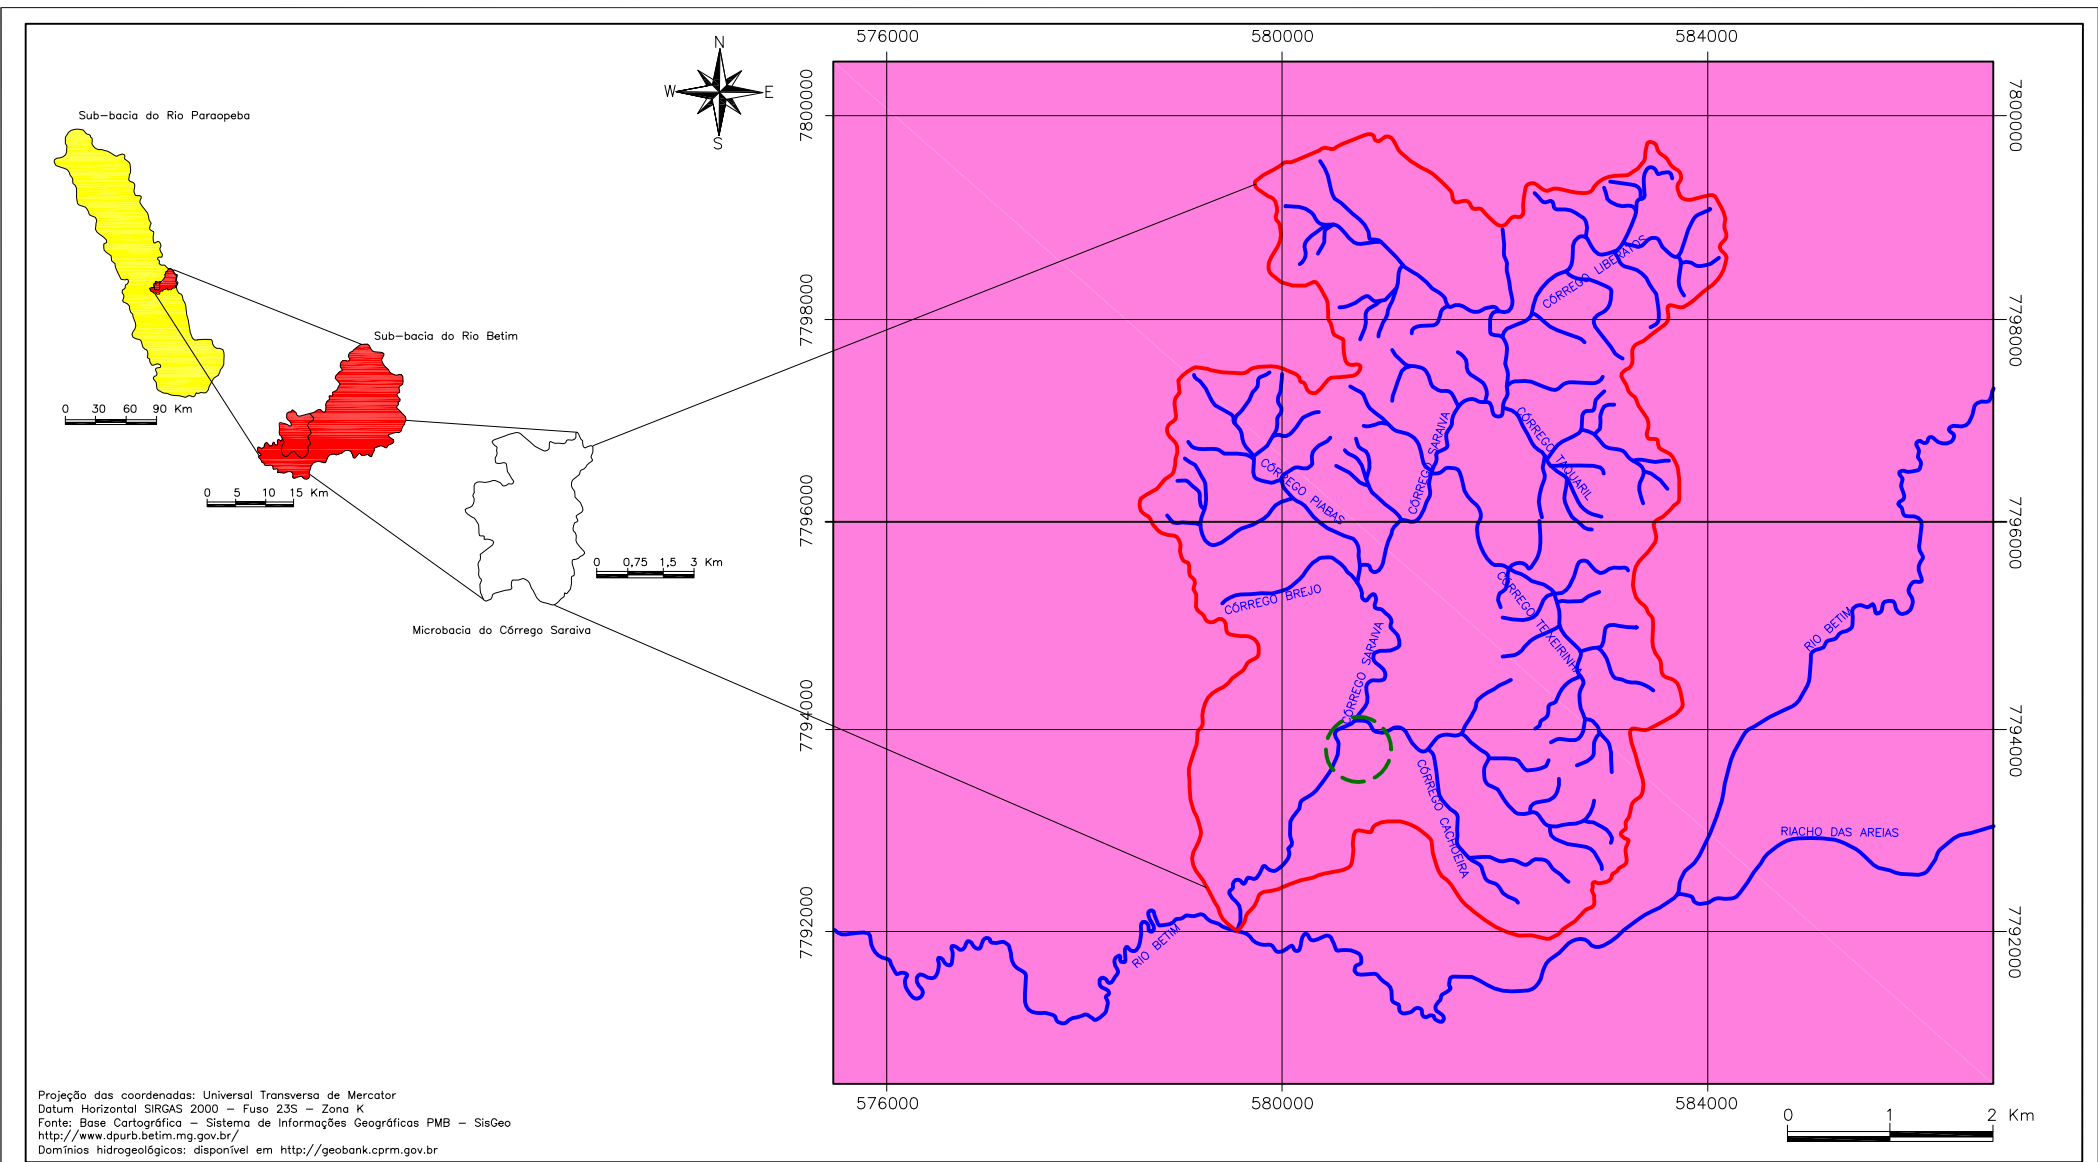 576000
580000
584000
N
W
E
S
7800000
7800000
Sub-bacia do Rio Paraopeba
Sub-bacia do Rio Betim
0 30 60 90 Km
0 5 10 15 Km
0 0,75 1,5 3 Km
Microbacia do Córrego Saraiva
CÓRREGO LIBERATOS
7798000
7798000
CÓRREGO SARAIVA
CÓRREGO TAQUARIL
CÓRREGO PIABAS
7796000
7796000
CÓRREGO BREJO
CÓRREGO TEIXEIRINHA
CÓRREGO SARAIVA
RIO BETIM
7794000
7794000
CÓRREGO CACHOEIRA
RIACHO DAS AREIAS
7792000
7792000
RIO BETIM
576000
580000
584000
0 1 2 Km
Projeção das coordenadas: Universal Transversa de Mercator
Datum Horizontal SIRGAS 2000 – Fuso 23S – Zona K
Fonte: Base Cartográfica – Sistema de Informações Geográficas PMB – SisGeo
http://www.dpurb.betim.mg.gov.br/
Domínios hidrogeológicos: disponível em http://geobank.cprm.gov.br